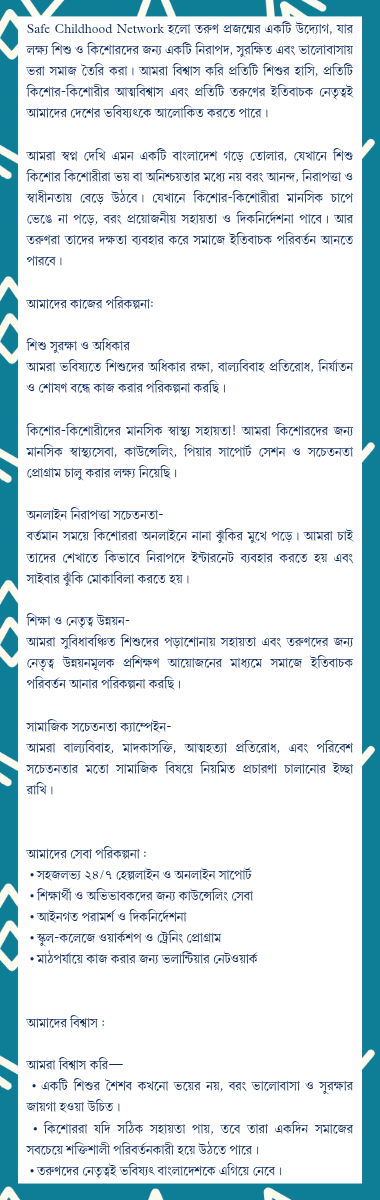 Safe Childhood Network হলো তরুণ প্রজন্মের একটি উদ্যোগ, যার
লক্ষ্য শিশু ও কিশোরদের জন্য একটি নিরাপদ, সুরক্ষিত এবং ভালোবাসায়
ভরা সমাজ তৈরি করা। আমরা বিশ্বাস করি প্রতিটি শিশুর হাসি, প্রতিটি
কিশোর-কিশোরীর আত্মবিশ্বাস এবং প্রতিটি তরুণের ইতিবাচক নেতৃত্বই
আমাদের দেশের ভবিষ্যৎকে আলোকিত করতে পারে।
আমরা স্বপ্ন দেখি এমন একটি বাংলাদেশ গড়ে তোলার, যেখানে শিশু
কিশোর কিশোরীরা ভয় বা অনিশ্চয়তার মধ্যে নয় বরং আনন্দ, নিরাপত্তা ও
স্বাধীনতায় বেড়ে উঠবে। যেখানে কিশোর-কিশোরীরা মানসিক চাপে
ভেঙে না পড়ে, বরং প্রয়োজনীয় সহায়তা ও দিকনির্দেশনা পাবে। আর
তরুণরা তাদের দক্ষতা ব্যবহার করে সমাজে ইতিবাচক পরিবর্তন আনতে
পারবে।
আমাদের কাজের পরিকল্পনা:
শিশু সুরক্ষা ও অধিকার
আমরা ভবিষ্যতে শিশুদের অধিকার রক্ষা, বাল্যবিবাহ প্রতিরোধ, নির্যাতন
ও শোষণ বন্ধে কাজ করার পরিকল্পনা করছি।
কিশোর-কিশোরীদের মানসিক স্বাস্থ্য সহায়তা! আমরা কিশোরদের জন্য
মানসিক স্বাস্থ্যসেবা, কাউন্সেলিং, পিয়ার সাপোর্ট সেশন ও সচেতনতা
প্রোগ্রাম চালু করার লক্ষ্য নিয়েছি।
অনলাইন নিরাপত্তা সচেতনতা-
বর্তমান সময়ে কিশোররা অনলাইনে নানা ঝুঁকির মুখে পড়ে। আমরা চাই
তাদের শেখাতে কিভাবে নিরাপদে ইন্টারনেট ব্যবহার করতে হয় এবং
সাইবার ঝুঁকি মোকাবিলা করতে হয়।
শিক্ষা ও নেতৃত্ব উন্নয়ন-
আমরা সুবিধাবঞ্চিত শিশুদের পড়াশোনায় সহায়তা এবং তরুণদের জন্য
নেতৃত্ব উন্নয়নমূলক প্রশিক্ষণ আয়োজনের মাধ্যমে সমাজে ইতিবাচক
পরিবর্তন আনার পরিকল্পনা করছি।
সামাজিক সচেতনতা ক্যাম্পেইন-
আমরা বাল্যবিবাহ, মাদকাসক্তি, আত্মহত্যা প্রতিরোধ, এবং পরিবেশ
সচেতনতার মতো সামাজিক বিষয়ে নিয়মিত প্রচারণা চালানোর ইচ্ছা
রাখি।
আমাদের সেবা পরিকল্পনা :
• সহজলভ্য ২৪/৭ হেল্পলাইন ও অনলাইন সাপোর্ট
• শিক্ষার্থী ও অভিভাবকদের জন্য কাউন্সেলিং সেবা
• আইনগত পরামর্শ ও দিকনির্দেশনা
• স্কুল-কলেজে ওয়ার্কশপ ও ট্রেনিং প্রোগ্রাম
• মাঠপর্যায়ে কাজ করার জন্য ভলান্টিয়ার নেটওয়ার্ক
আমাদের বিশ্বাস :
আমরা বিশ্বাস করি—
• একটি শিশুর শৈশব কখনো ভয়ের নয়, বরং ভালোবাসা ও সুরক্ষার
জায়গা হওয়া উচিত।
• কিশোররা যদি সঠিক সহায়তা পায়, তবে তারা একদিন সমাজের
সবচেয়ে শক্তিশালী পরিবর্তনকারী হয়ে উঠতে পারে।
• তরুণদের নেতৃত্বই ভবিষ্যৎ বাংলাদেশকে এগিয়ে নেবে।